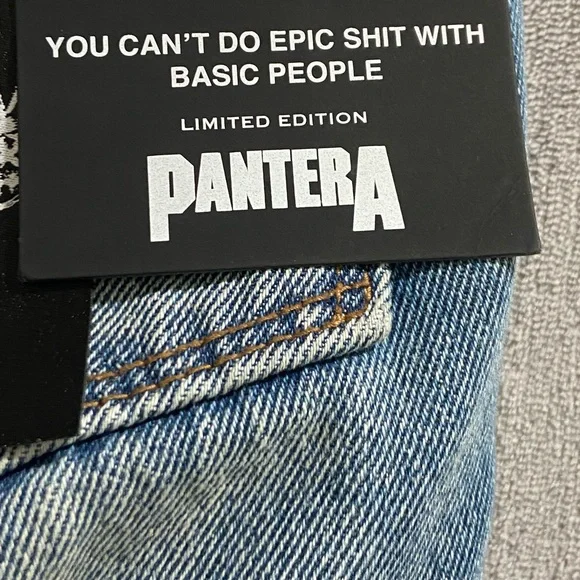 YOU CAN'T DO EPIC SHIT WITH
BASIC PEOPLE
LIMITED EDITION
PANTERA